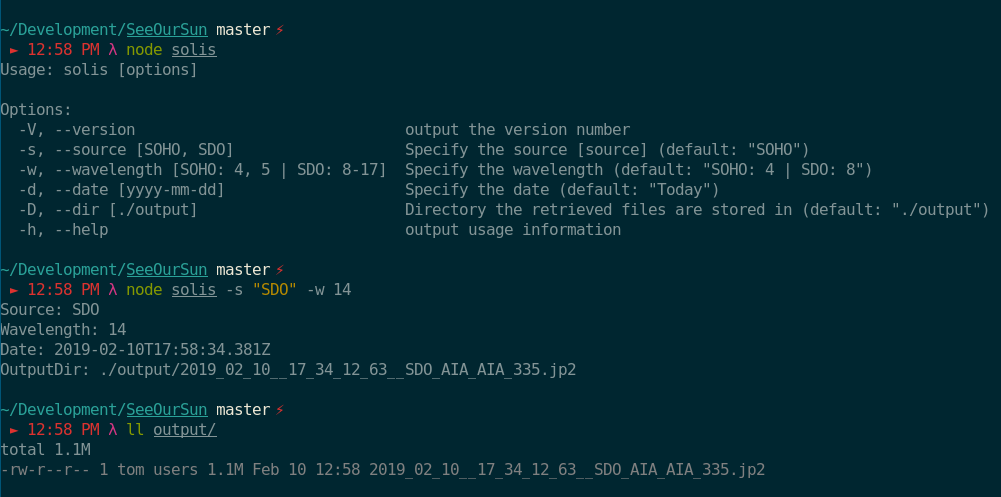 ~/Development/SeeOurSun master⚡
► 12:58 PM λ node solis
Usage: solis [options]

Options:
  -V, --version                              output the version number
  -s, --source [SOHO, SDO]                   Specify the source [source] (default: "SOHO")
  -w, --wavelength [SOHO: 4, 5 | SDO: 8-17]  Specify the wavelength (default: "SOHO: 4 | SDO: 8")
  -d, --date [yyyy-mm-dd]                    Specify the date (default: "Today")
  -D, --dir [./output]                       Directory the retrieved files are stored in (default: "./output")
  -h, --help                                 output usage information

~/Development/SeeOurSun master⚡
► 12:58 PM λ node solis -s "SDO" -w 14
Source: SDO
Wavelength: 14
Date: 2019-02-10T17:58:34.381Z
OutputDir: ./output/2019_02_10__17_34_12_63__SDO_AIA_AIA_335.jp2

~/Development/SeeOurSun master⚡
► 12:58 PM λ ll output/
total 1.1M
-rw-r--r-- 1 tom users 1.1M Feb 10 12:58 2019_02_10__17_34_12_63__SDO_AIA_AIA_335.jp2